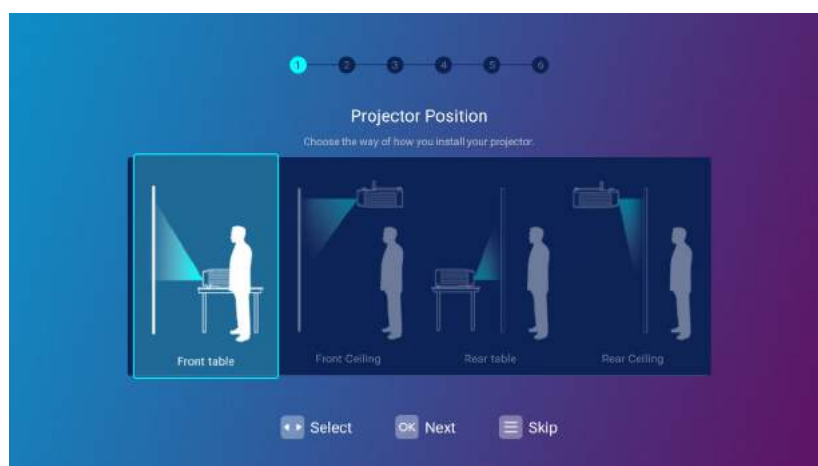 1 2 3 4 5 6
Projector Position
Choose the way of how you install your projector.
Front table
Front Ceiling
Rear table
Rear Ceiling
Select
OK Next
Skip